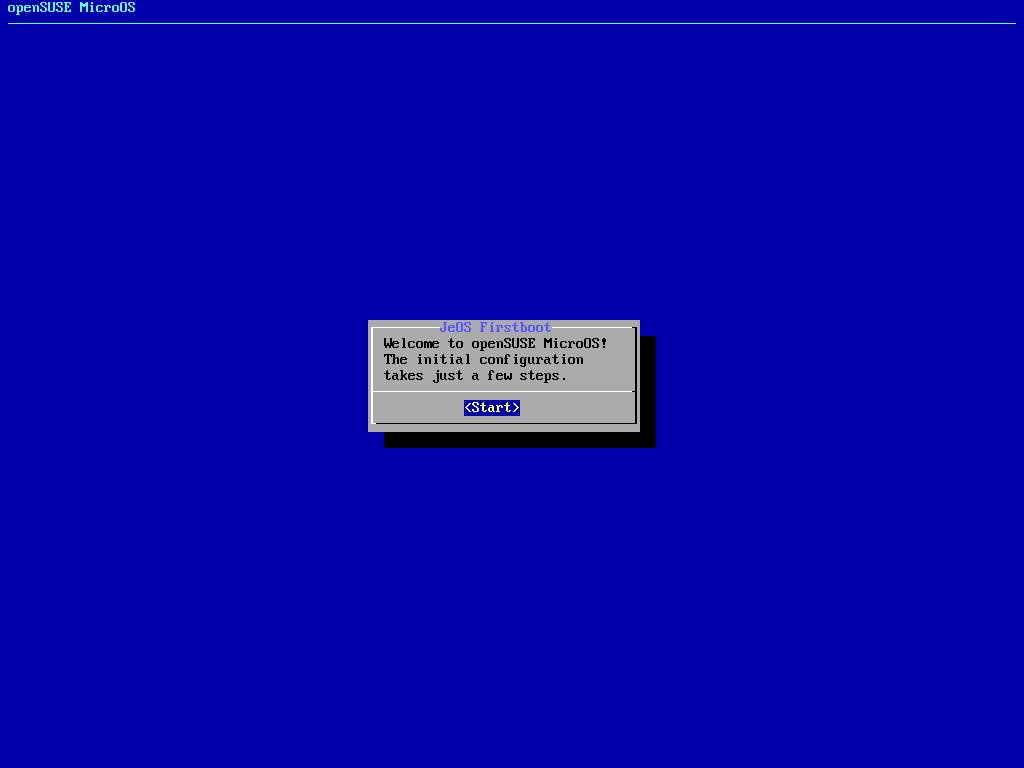 openSUSE MicroOS
JeOS Firstboot
Welcome to openSUSE MicroOS!
The initial configuration
takes just a few steps.
<Start>